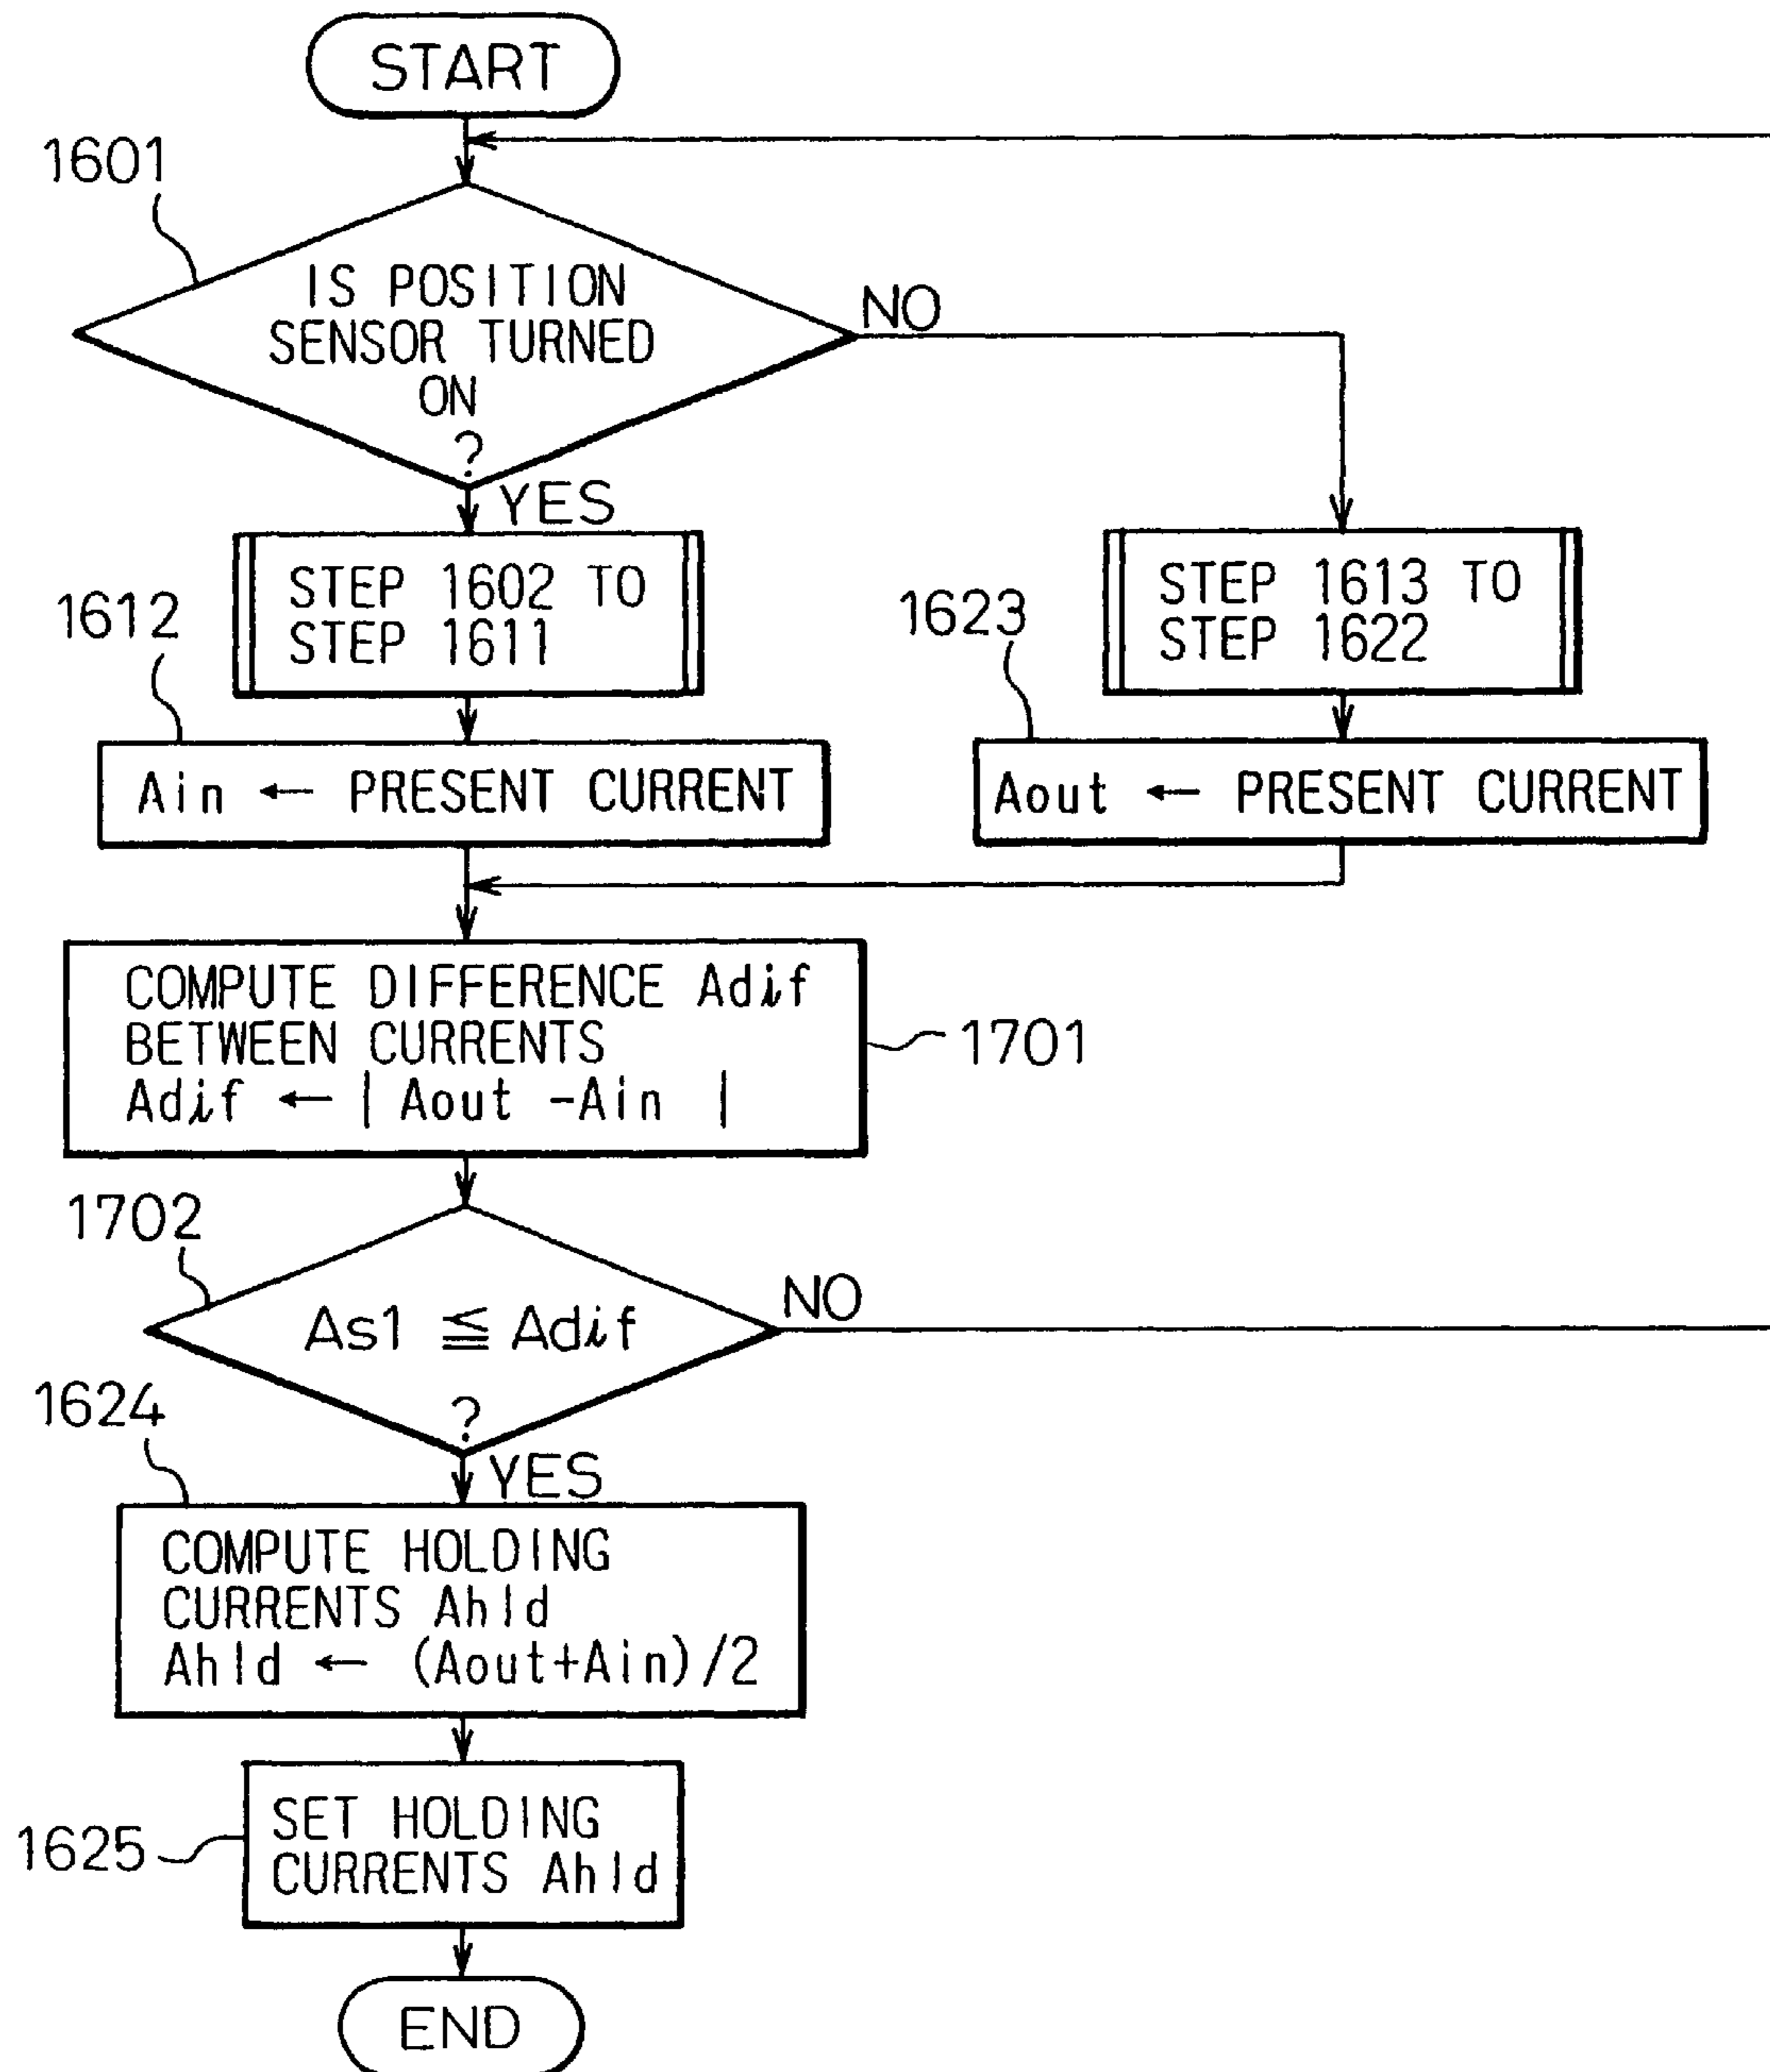 START
1601
IS POSITION
SENSOR TURNED
ON
?
NO
YES
STEP 1602 TO
STEP 1611
1612
STEP 1613 TO
STEP 1622
1623
Ain ← PRESENT CURRENT
Aout ← PRESENT CURRENT
COMPUTE DIFFERENCE Adif
BETWEEN CURRENTS
Adif ← | Aout -Ain |
1701
1702
As1 ≦ Adif
?
NO
YES
1624
COMPUTE HOLDING
CURRENTS Ahld
Ahld ← (Aout+Ain)/2
SET HOLDING
CURRENTS Ahld
1625
END